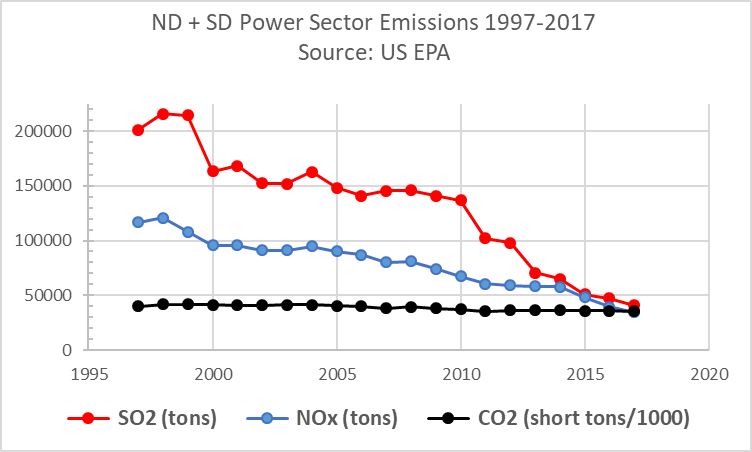 ND + SD Power Sector Emissions 1997-2017
Source: US EPA
200000
150000
100000
50000
0
1995 2000 2005 2010 2015 2020
SO2 (tons) NOx (tons) CO2 (short tons/1000)